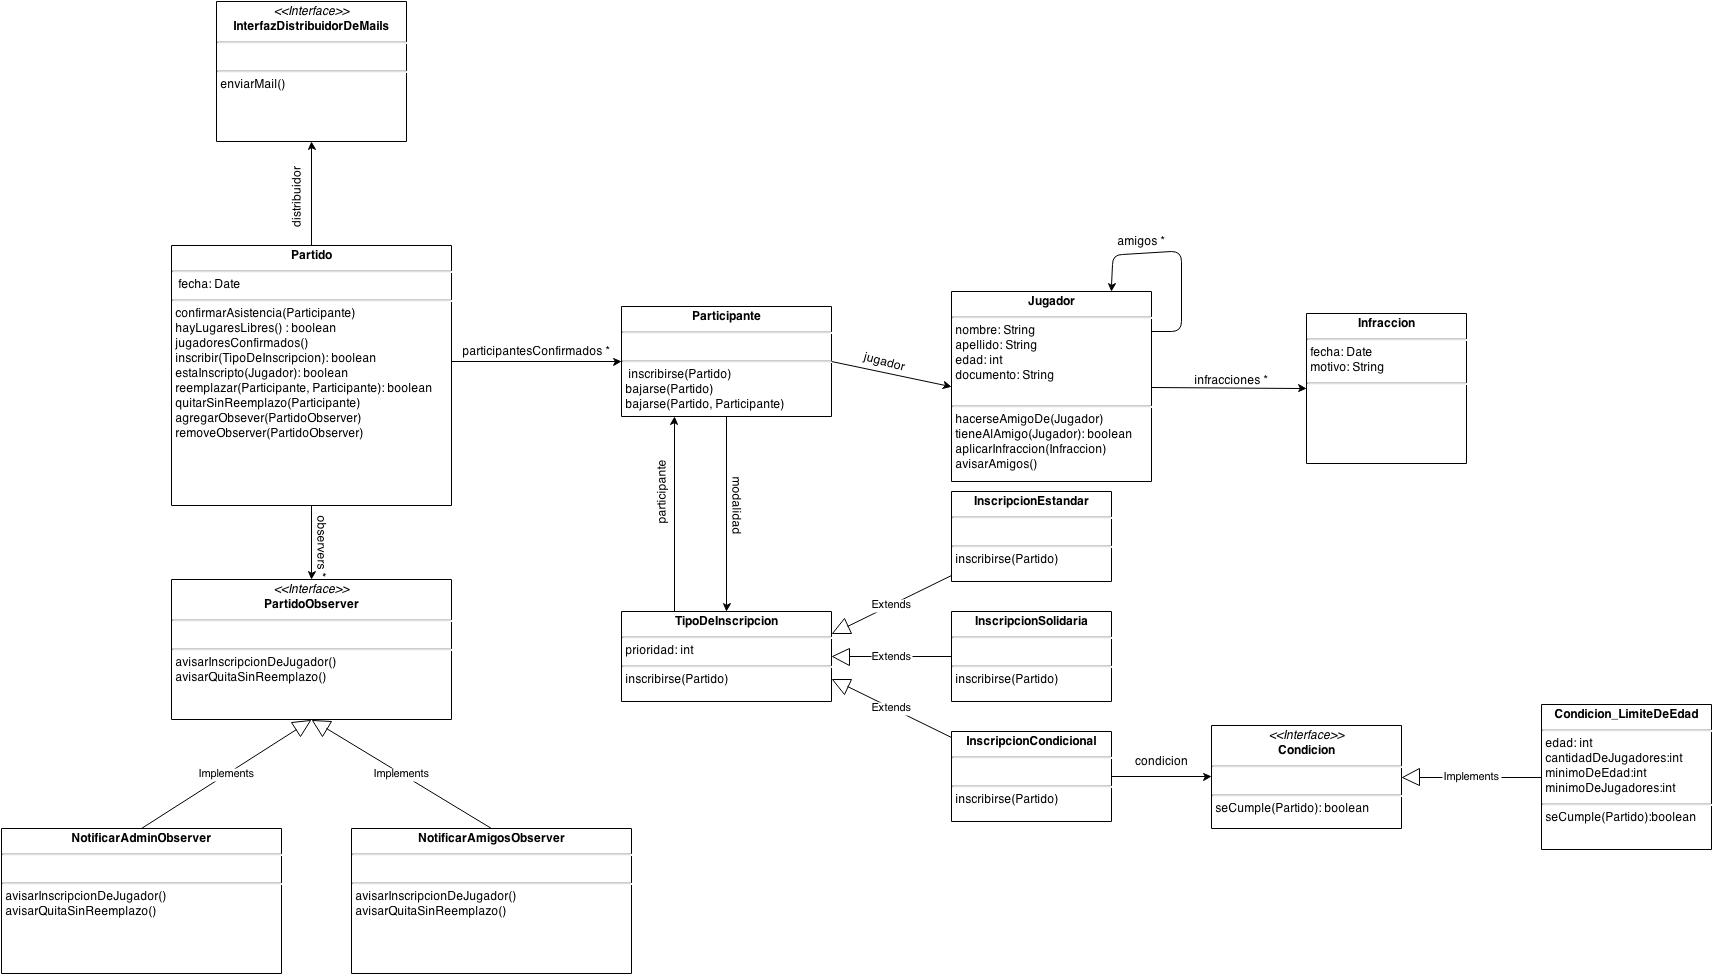 <<Interface>>
InterfazDistribuidorDeMails
enviarMail()
distribuidor
Partido
fecha: Date
confirmarAsistencia(Participante)
hayLugaresLibres() : boolean
jugadoresConfirmados()
inscribir(TipoDeInscripcion): boolean
estaInscripto(Jugador): boolean
reemplazar(Participante, Participante): boolean
quitarSinReemplazo(Participante)
agregarObsever(PartidoObserver)
removeObserver(PartidoObserver)
participantesConfirmados *
Participante
inscribirse(Partido)
bajarse(Partido)
bajarse(Partido, Participante)
jugador
amigos *
Jugador
nombre: String
apellido: String
edad: int
documento: String
hacerseAmigoDe(Jugador)
tieneAlAmigo(Jugador): boolean
aplicarInfraccion(Infraccion)
avisarAmigos()
infracciones *
Infraccion
fecha: Date
motivo: String
observers *
<<Interface>>
PartidoObserver
avisarInscripcionDeJugador()
avisarQuitaSinReemplazo()
Implements
Implements
NotificarAdminObserver
avisarInscripcionDeJugador()
avisarQuitaSinReemplazo()
NotificarAmigosObserver
avisarInscripcionDeJugador()
avisarQuitaSinReemplazo()
participante
modalidad
TipoDeInscripcion
prioridad: int
inscribirse(Partido)
Extends
Extends
Extends
InscripcionEstandar
inscribirse(Partido)
InscripcionSolidaria
inscribirse(Partido)
InscripcionCondicional
inscribirse(Partido)
condicion
<<Interface>>
Condicion
seCumple(Partido): boolean
Implements
Condicion_LimiteDeEdad
edad: int
cantidadDeJugadores:int
minimoDeEdad:int
minimoDeJugadores:int
seCumple(Partido):boolean